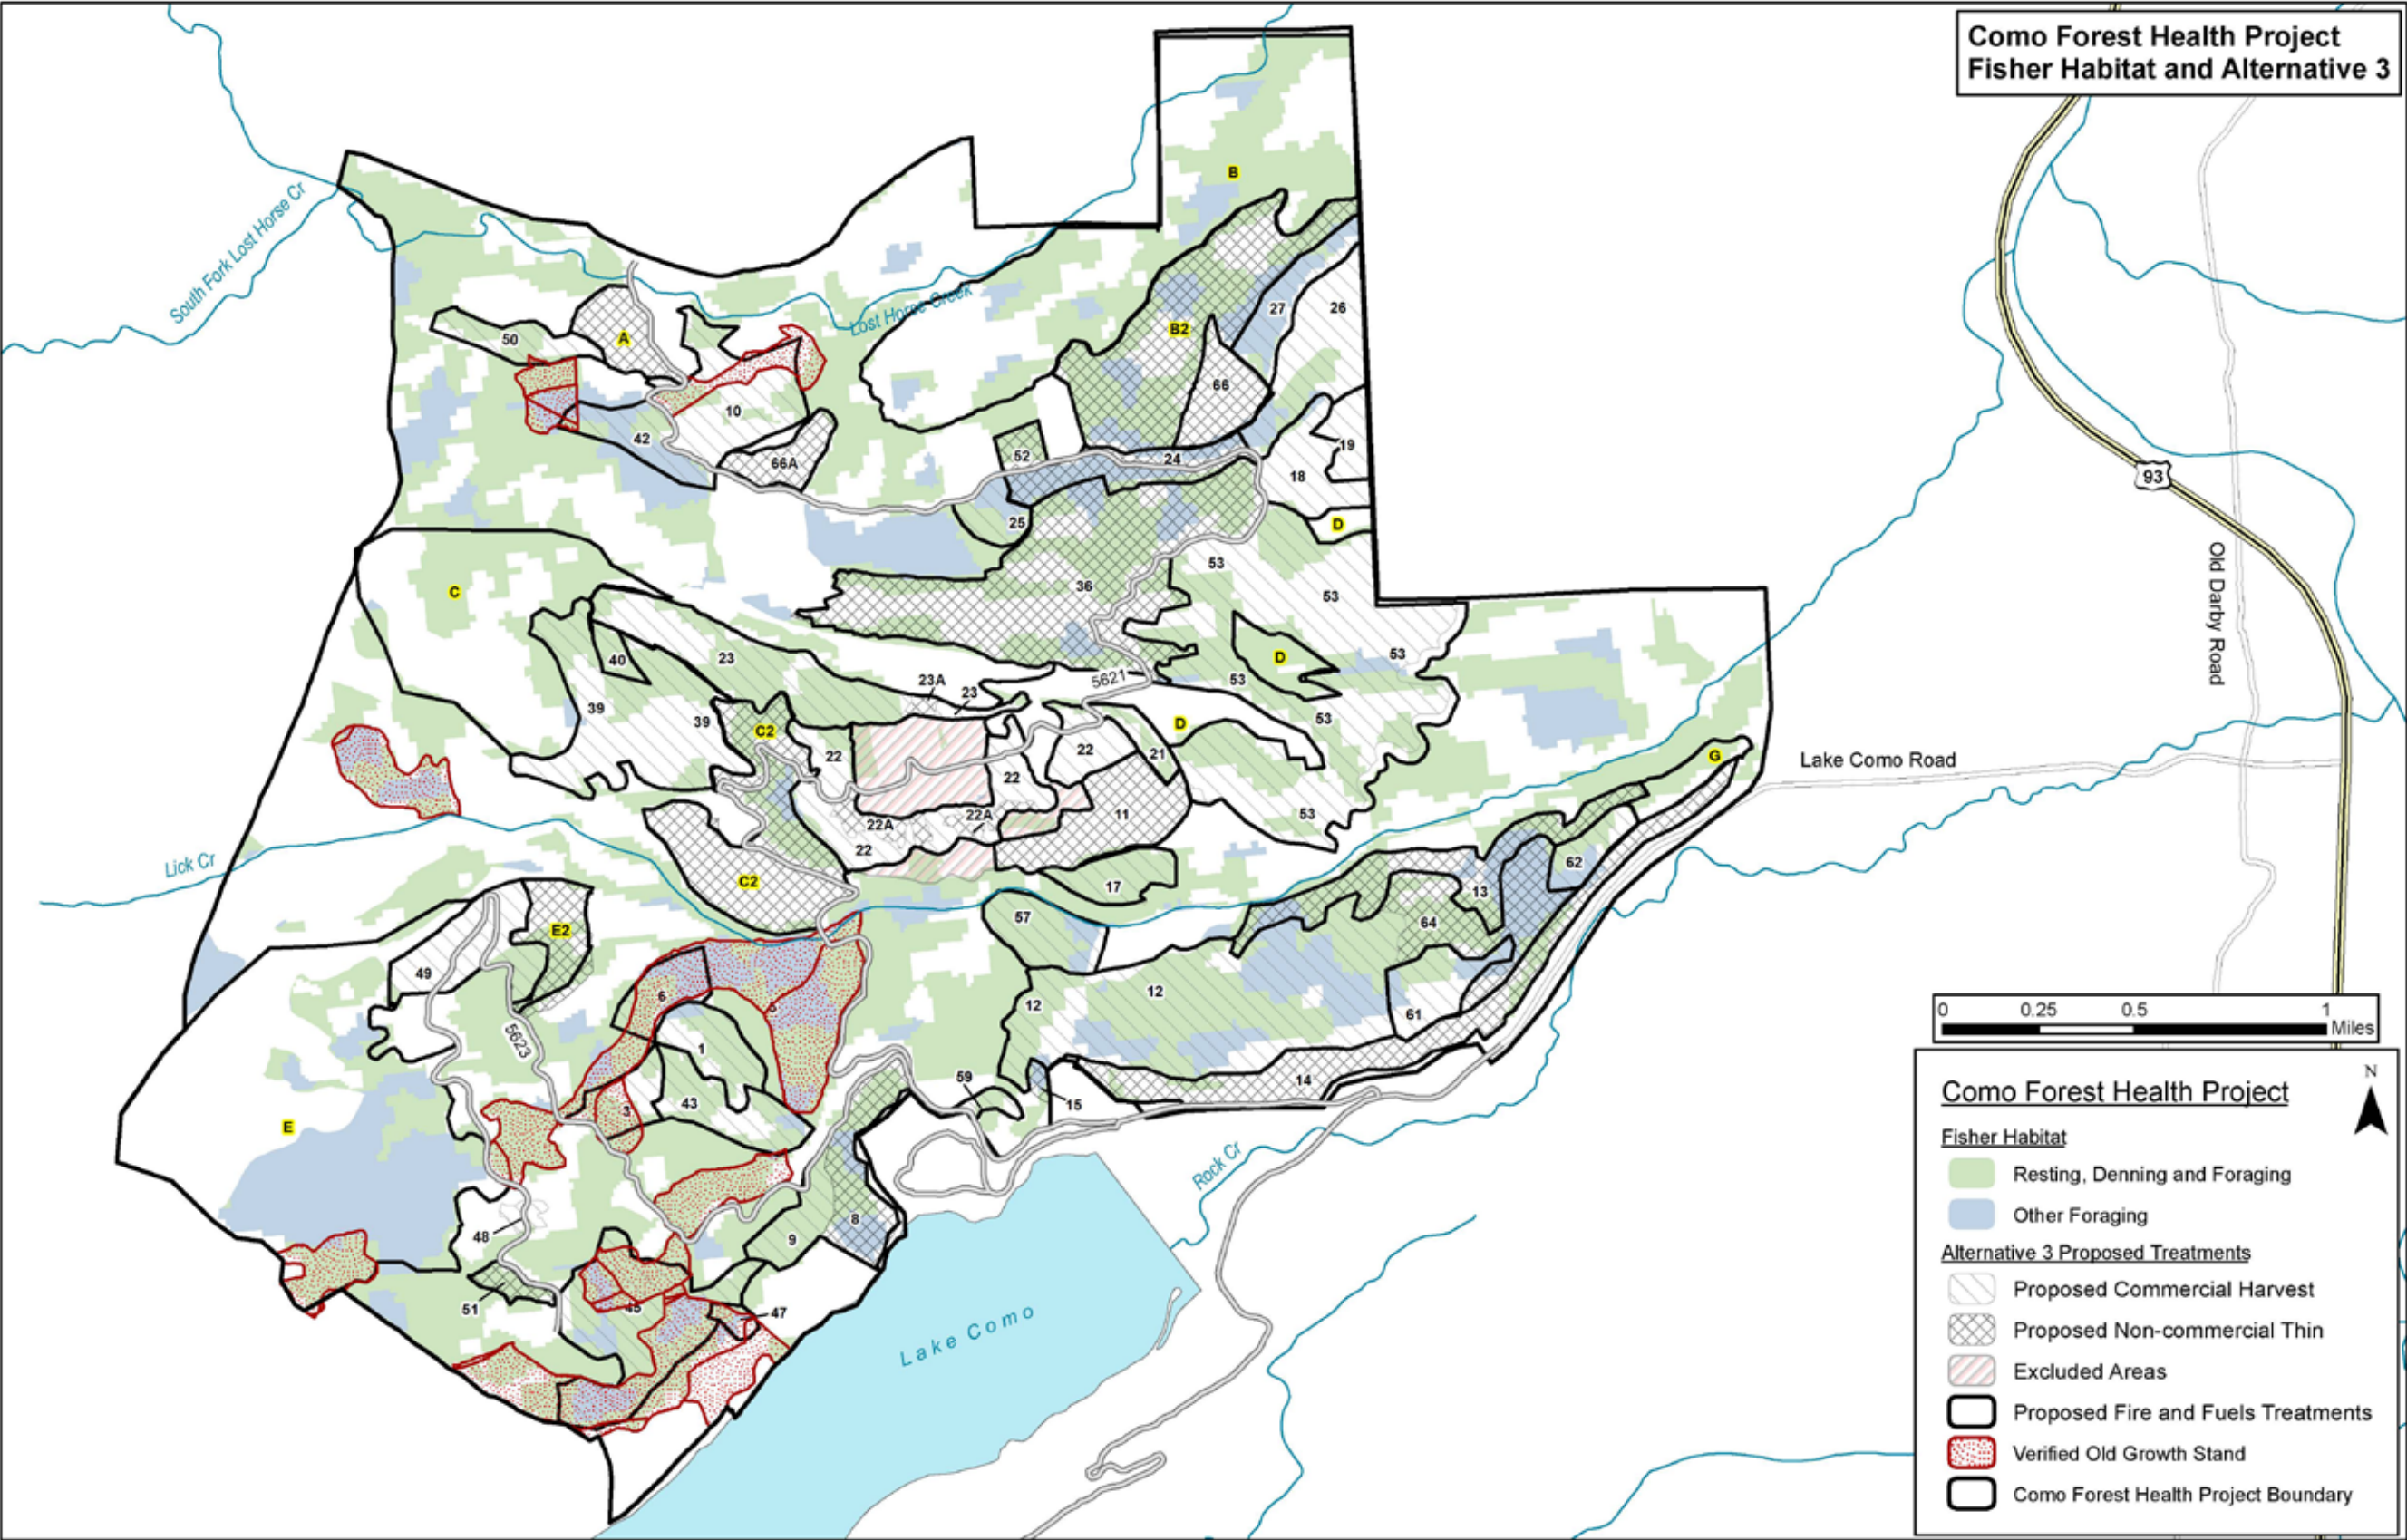 Como Forest Health Project
Fisher Habitat and Alternative 3
South Fork Lost Horse Cr
Lost Horse Creek
B
50
A
B2
27
26
66
10
42
66A
52
24
19
18
25
D
93
53
36
53
C
Old Darby Road
40
23
53
D
23A
23
5621
53
39
39
53
C2
D
22
22
21
G
Lake Como Road
22
22A
22A
11
53
22
Lick Cr
C2
17
62
13
57
64
E2
49
6
12
12
61
5623
1
14
59
15
43
3
E
Rock Cr
8
9
48
51
45
47
Lake Como
0 0.25 0.5 1
Miles
Como Forest Health Project
N
Fisher Habitat
Resting, Denning and Foraging
Other Foraging
Alternative 3 Proposed Treatments
Proposed Commercial Harvest
Proposed Non-commercial Thin
Excluded Areas
Proposed Fire and Fuels Treatments
Verified Old Growth Stand
Como Forest Health Project Boundary